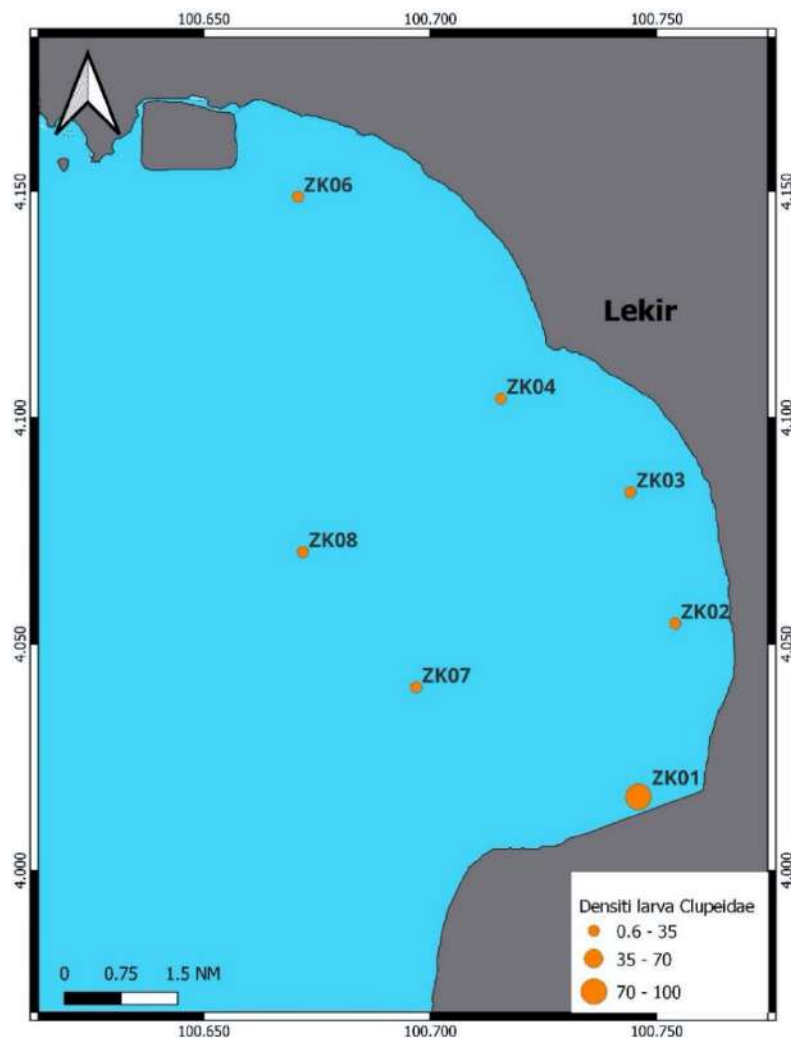 100.650 100.700 100.750
4.150
ZK06
Lekir
4.100
ZK04
ZK03
ZK08
ZK02
4.050
ZK07
ZK01
4.000
Densiti larva Clupeidae
0.6 - 35
35 - 70
70 - 100
0 0.75 1.5 NM
100.650 100.700 100.750
4.150
4.100
4.050
4.000